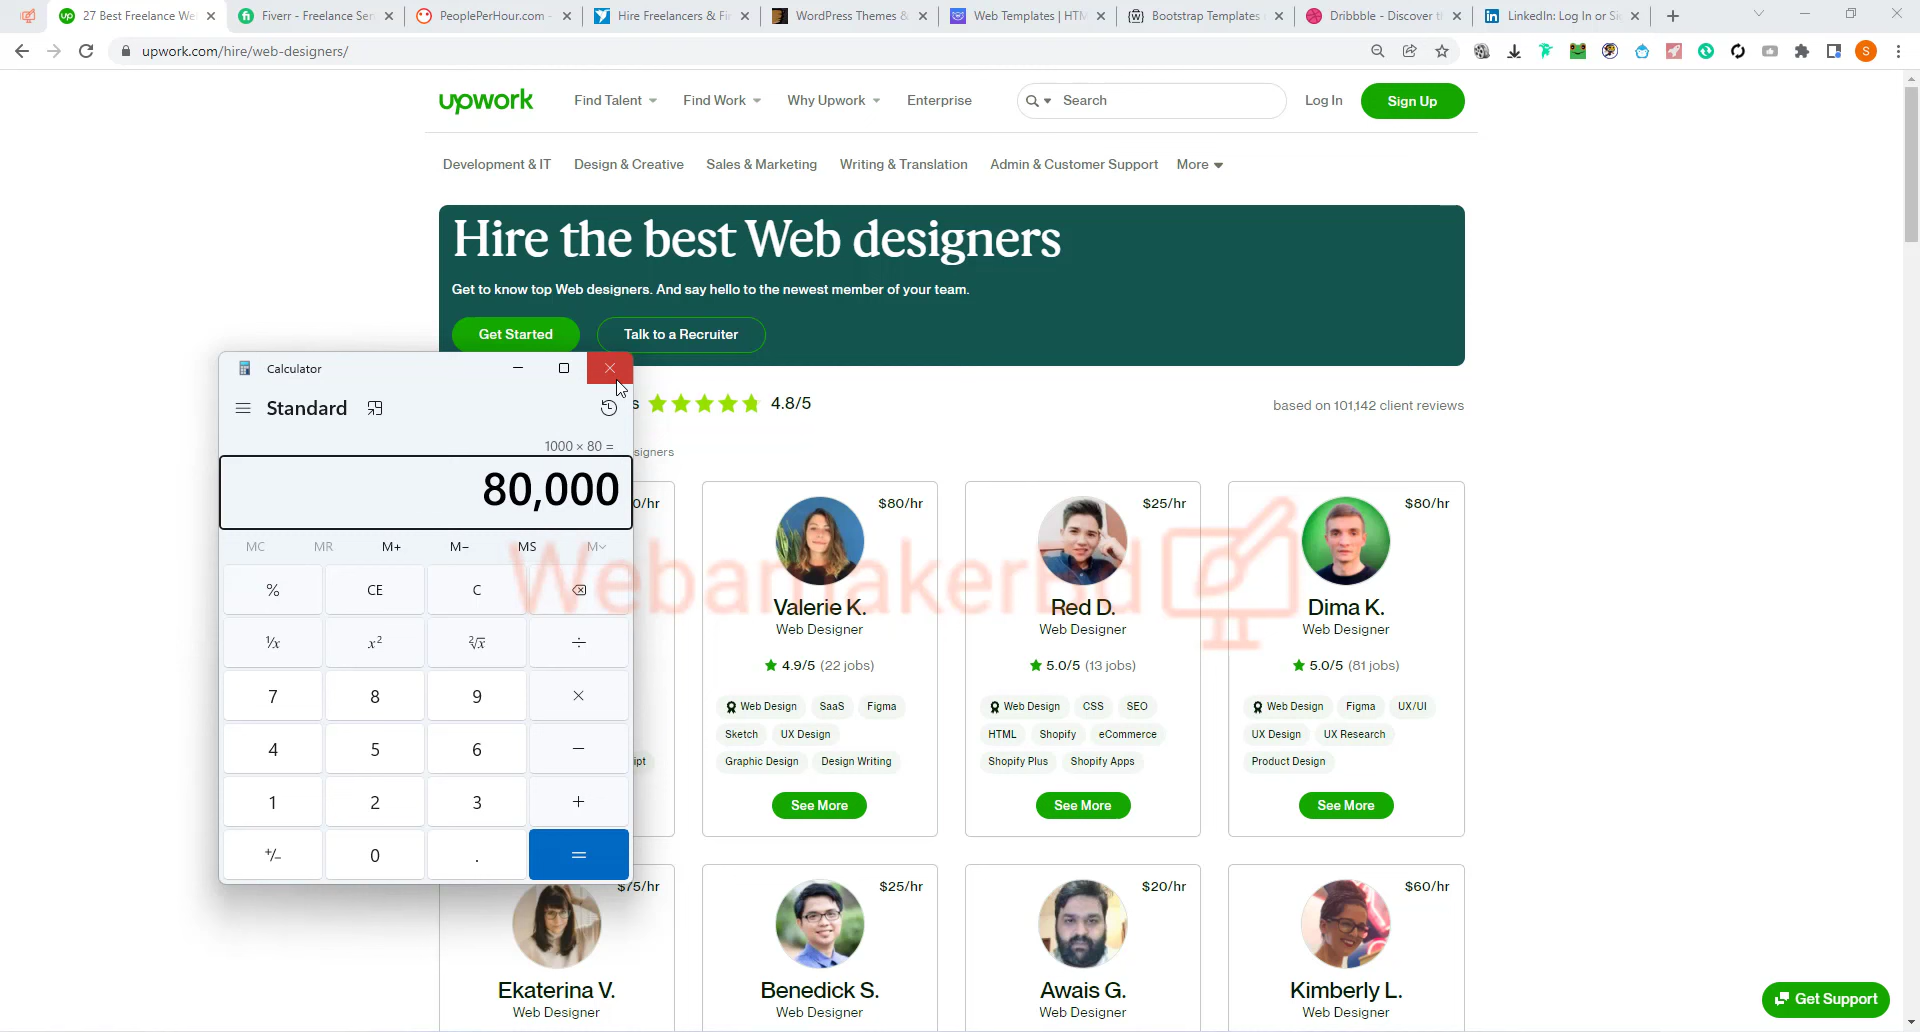 27 Best Freelance We
Fiverr - Freelance Ser
PeoplePerHour.com -
Hire Freelancers & Fi
WordPress Themes &
Web Templates | HTM
Bootstrap Templates
Dribbble - Discover t
LinkedIn: Log In or Si
upwork.com/hire/web-designers/
S
upwork
Find Talent
Find Work
Why Upwork
Enterprise
Search
Log In
Sign Up
Development & IT
Design & Creative
Sales & Marketing
Writing & Translation
Admin & Customer Support
More
Hire the best Web designers
Get to know top Web designers. And say hello to the newest member of your team.
Get Started
Talk to a Recruiter
Calculator
Standard
1000 × 80 =
80,000
MC MR M+ M− MS M
% CE C
¹/x x² ²√x ÷
7 8 9 ×
4 5 6 −
1 2 3 +
+/− 0 . =
s
4.8/5
based on 101,142 client reviews
signers
0/hr
ipt
WebamakerBd
$80/hr
Valerie K.
Web Designer
4.9/5 (22 jobs)
Web Design SaaS Figma
Sketch UX Design
Graphic Design Design Writing
See More
$25/hr
Red D.
Web Designer
5.0/5 (13 jobs)
Web Design CSS SEO
HTML Shopify eCommerce
Shopify Plus Shopify Apps
See More
$80/hr
Dima K.
Web Designer
5.0/5 (81 jobs)
Web Design Figma UX/UI
UX Design UX Research
Product Design
See More
$75/hr
Ekaterina V.
Web Designer
$25/hr
Benedick S.
Web Designer
$20/hr
Awais G.
Web Designer
$60/hr
Kimberly L.
Web Designer
Get Support